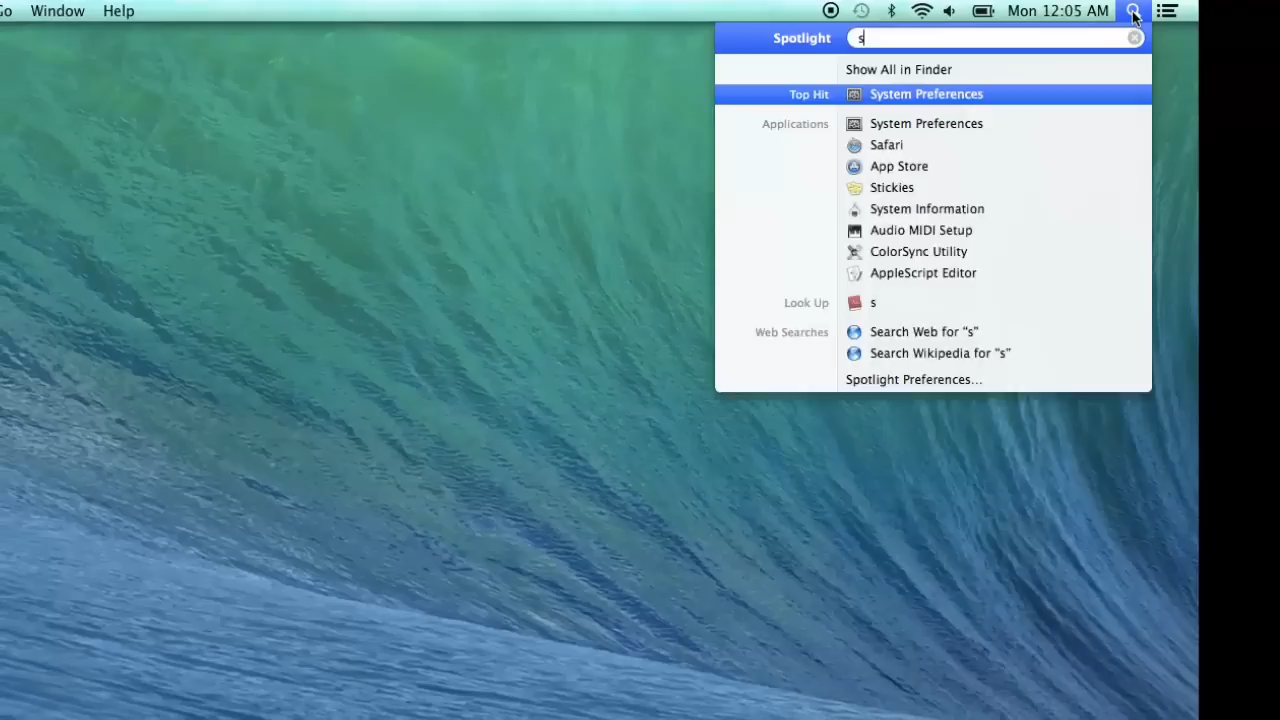 Go Window Help Mon 12:05 AM
Spotlight s
Show All in Finder
Top Hit System Preferences
Applications System Preferences
Safari
App Store
Stickies
System Information
Audio MIDI Setup
ColorSync Utility
AppleScript Editor
Look Up s
Web Searches Search Web for "s"
Search Wikipedia for "s"
Spotlight Preferences...